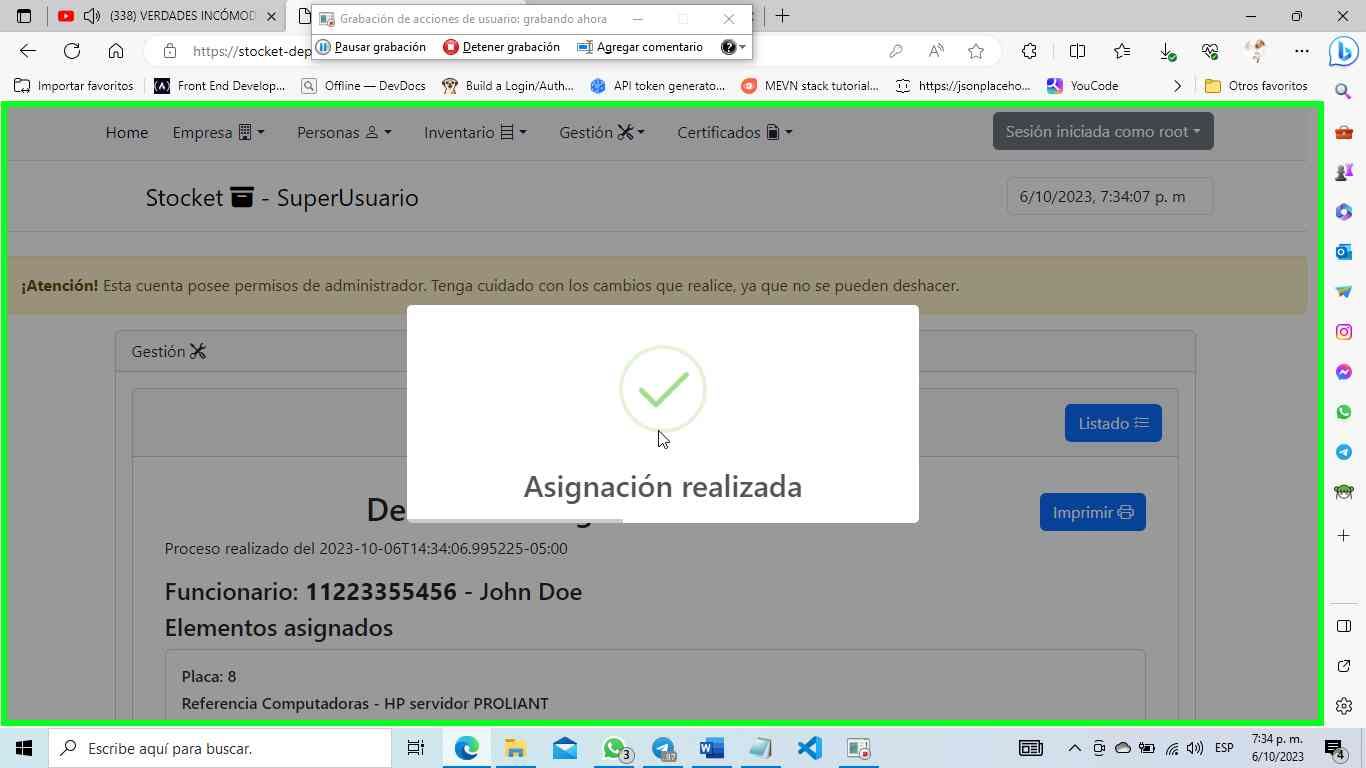 (338) VERDADES INCÓMOD
Grabación de acciones de usuario: grabando ahora
Pausar grabación
Detener grabación
Agregar comentario
https://stocket-dep
Importar favoritos
Front End Develop...
Offline — DevDocs
Build a Login/Auth...
API token generato...
MEVN stack tutorial...
https://jsonplaceho...
YouCode
Otros favoritos
Home
Empresa
Personas
Inventario
Gestión
Certificados
Sesión iniciada como root
Stocket - SuperUsuario
6/10/2023, 7:34:07 p. m
¡Atención! Esta cuenta posee permisos de administrador. Tenga cuidado con los cambios que realice, ya que no se pueden deshacer.
Gestión
Listado
Asignación realizada
De
Imprimir
Proceso realizado del 2023-10-06T14:34:06.995225-05:00
Funcionario: 11223355456 - John Doe
Elementos asignados
Placa: 8
Referencia Computadoras - HP servidor PROLIANT
Escribe aquí para buscar.
3
ESP
7:34 p. m.
6/10/2023
4